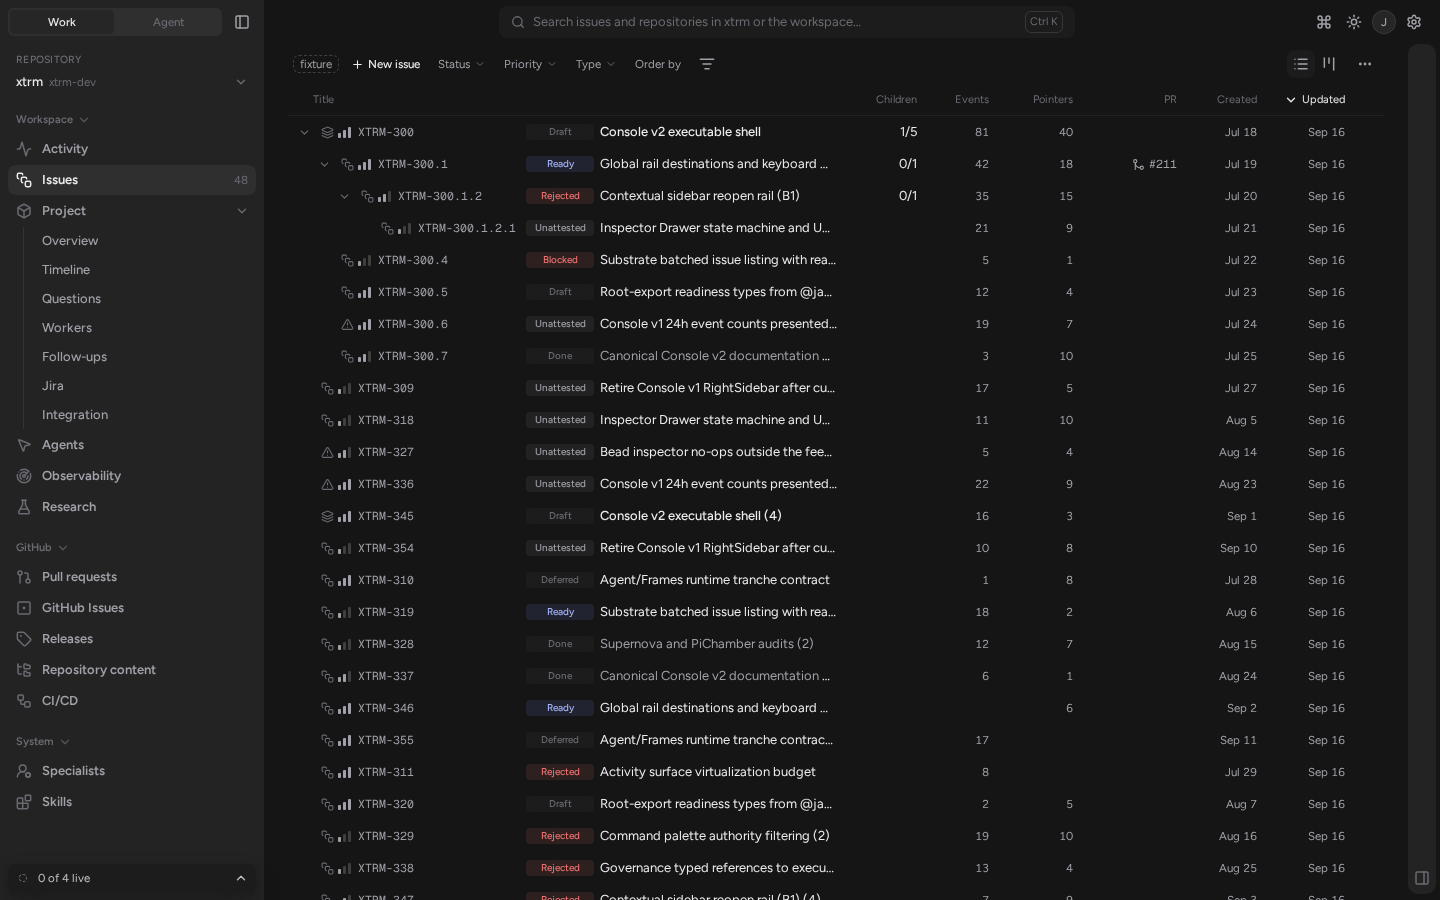 Work Agent
Search issues and repositories in xtrm or the workspace... Ctrl K
J
REPOSITORY
xtrm xtrm-dev
Workspace
Activity
Issues 48
Project
Overview
Timeline
Questions
Workers
Follow-ups
Jira
Integration
Agents
Observability
Research
GitHub
Pull requests
GitHub Issues
Releases
Repository content
CI/CD
System
Specialists
Skills
0 of 4 live
fixture New issue Status Priority Type Order by
Title Children Events Pointers PR Created Updated
XTRM-300 Draft Console v2 executable shell 1/5 81 40 Jul 18 Sep 16
XTRM-300.1 Ready Global rail destinations and keyboard ... 0/1 42 18 #211 Jul 19 Sep 16
XTRM-300.1.2 Rejected Contextual sidebar reopen rail (B1) 0/1 35 15 Jul 20 Sep 16
XTRM-300.1.2.1 Unattested Inspector Drawer state machine and U... 21 9 Jul 21 Sep 16
XTRM-300.4 Blocked Substrate batched issue listing with rea... 5 1 Jul 22 Sep 16
XTRM-300.5 Draft Root-export readiness types from @ja... 12 4 Jul 23 Sep 16
XTRM-300.6 Unattested Console v1 24h event counts presented... 19 7 Jul 24 Sep 16
XTRM-300.7 Done Canonical Console v2 documentation ... 3 10 Jul 25 Sep 16
XTRM-309 Unattested Retire Console v1 RightSidebar after cu... 17 5 Jul 27 Sep 16
XTRM-318 Unattested Inspector Drawer state machine and U... 11 10 Aug 5 Sep 16
XTRM-327 Unattested Bead inspector no-ops outside the fee... 5 4 Aug 14 Sep 16
XTRM-336 Unattested Console v1 24h event counts presented... 22 9 Aug 23 Sep 16
XTRM-345 Draft Console v2 executable shell (4) 16 3 Sep 1 Sep 16
XTRM-354 Unattested Retire Console v1 RightSidebar after cu... 10 8 Sep 10 Sep 16
XTRM-310 Deferred Agent/Frames runtime tranche contract 1 8 Jul 28 Sep 16
XTRM-319 Ready Substrate batched issue listing with rea... 18 2 Aug 6 Sep 16
XTRM-328 Done Supernova and PiChamber audits (2) 12 7 Aug 15 Sep 16
XTRM-337 Done Canonical Console v2 documentation ... 6 1 Aug 24 Sep 16
XTRM-346 Ready Global rail destinations and keyboard ... 6 Sep 2 Sep 16
XTRM-355 Deferred Agent/Frames runtime tranche contrac... 17 Sep 11 Sep 16
XTRM-311 Rejected Activity surface virtualization budget 8 Jul 29 Sep 16
XTRM-320 Draft Root-export readiness types from @ja... 2 5 Aug 7 Sep 16
XTRM-329 Rejected Command palette authority filtering (2) 19 10 Aug 16 Sep 16
XTRM-338 Rejected Governance typed references to execu... 13 4 Aug 25 Sep 16
XTRM-347 Rejected Contextual sidebar reopen rail (B1) (4) 7 9 Sep 3 Sep 16